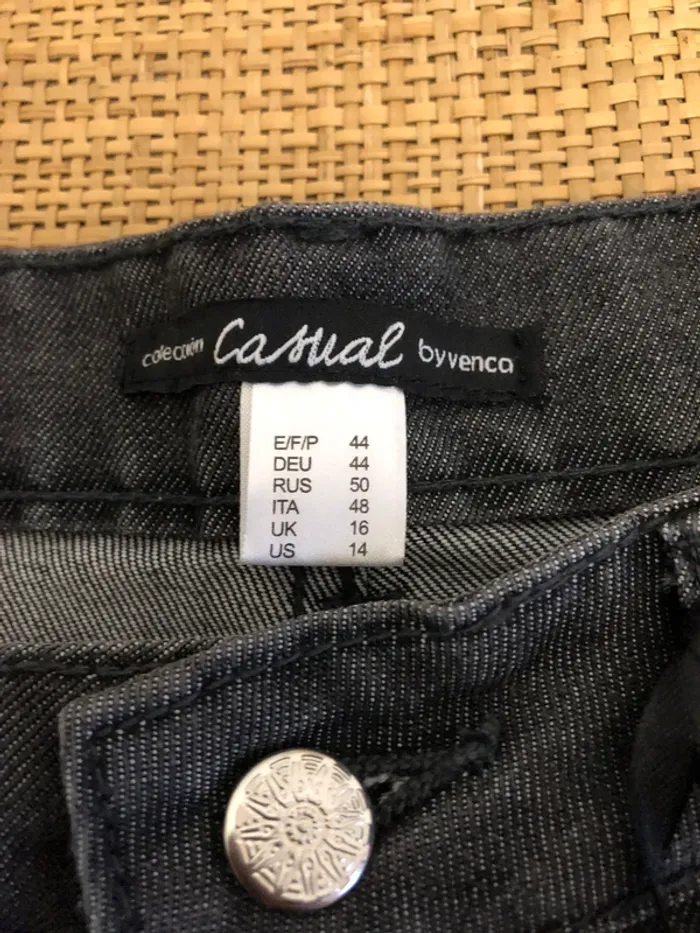 colección Casual by venca
E/F/P 44
DEU 44
RUS 50
ITA 48
UK 16
US 14